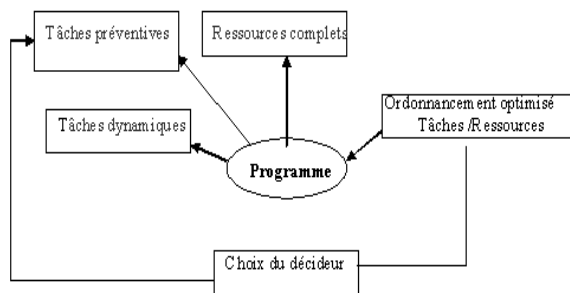 Tâches préventives
Ressources complets
Tâches dynamiques
Ordonnancement optimisé
Tâches /Ressources
Programme
Choix du décideur